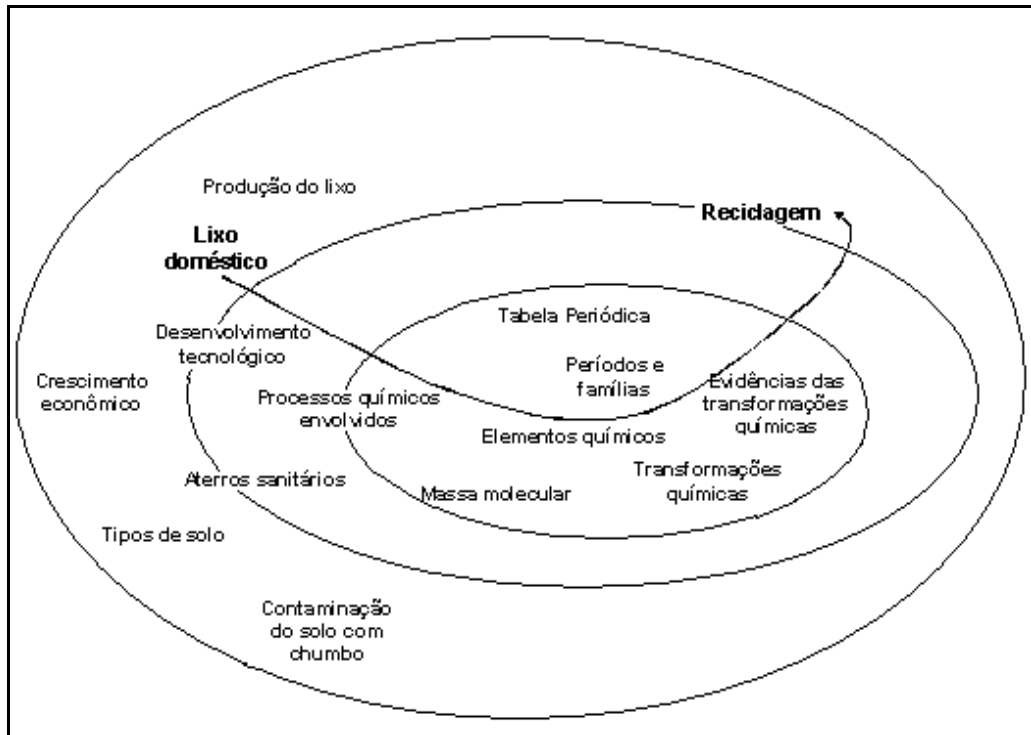 Produção do lixo
Reciclagem
Lixo
doméstico
Tabela Periódica
Desenvolvimento
tecnológico
Períodos e
famílias
Crescimento
econômico
Evidências das
transformações
químicas
Processos químicos
envolvidos
Elementos químicos
Aterros sanitários
Massa molecular
Transformações
químicas
Tipos de solo
Contaminação
do solo com
chumbo